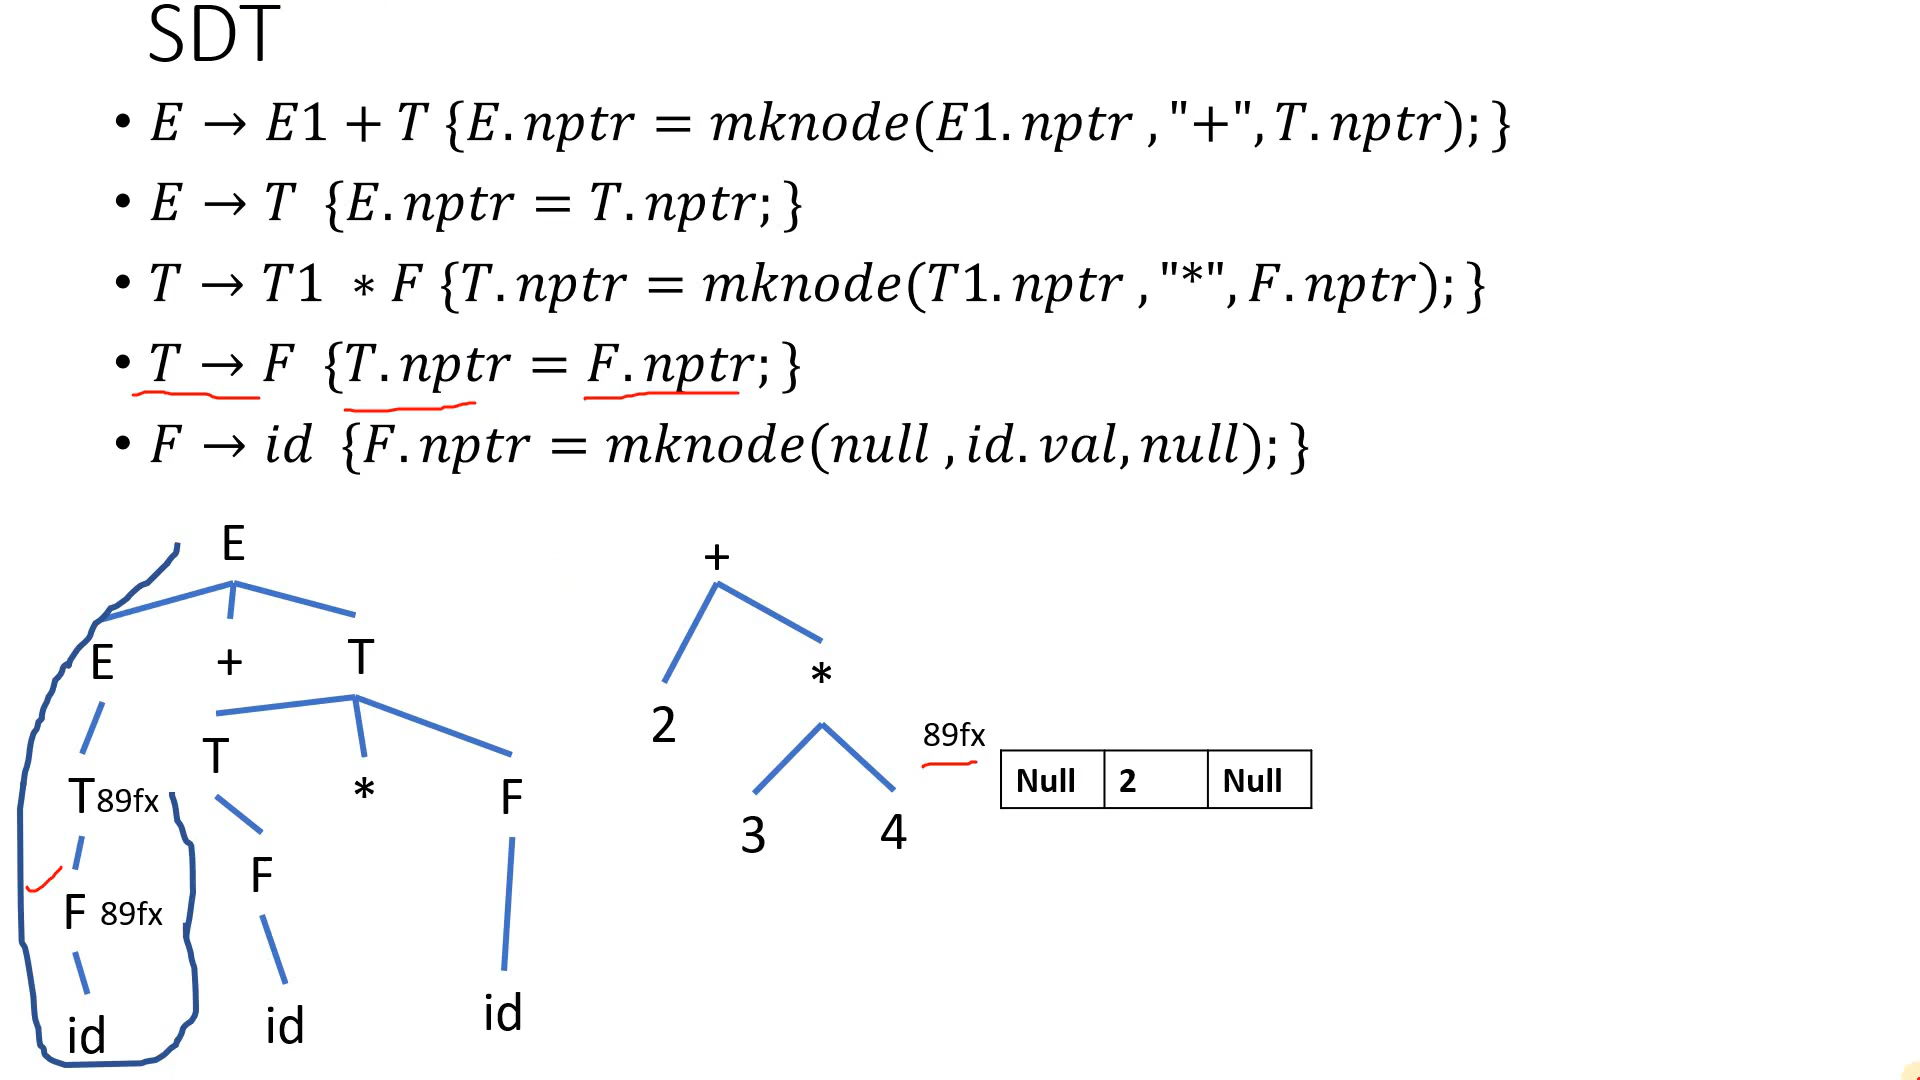 SDT
• E → E1 + T {E.nptr = mknode(E1.nptr ,"+",T.nptr);}
• E → T {E.nptr = T.nptr;}
• T → T1 * F {T.nptr = mknode(T1.nptr ,"*",F.nptr);}
• T → F {T.nptr = F.nptr;}
• F → id {F.nptr = mknode(null ,id.val,null);}
E
+
E + T
*
T
2
89fx
T 89fx
*
F
Null 2 Null
3 4
F
F 89fx
id
id
id